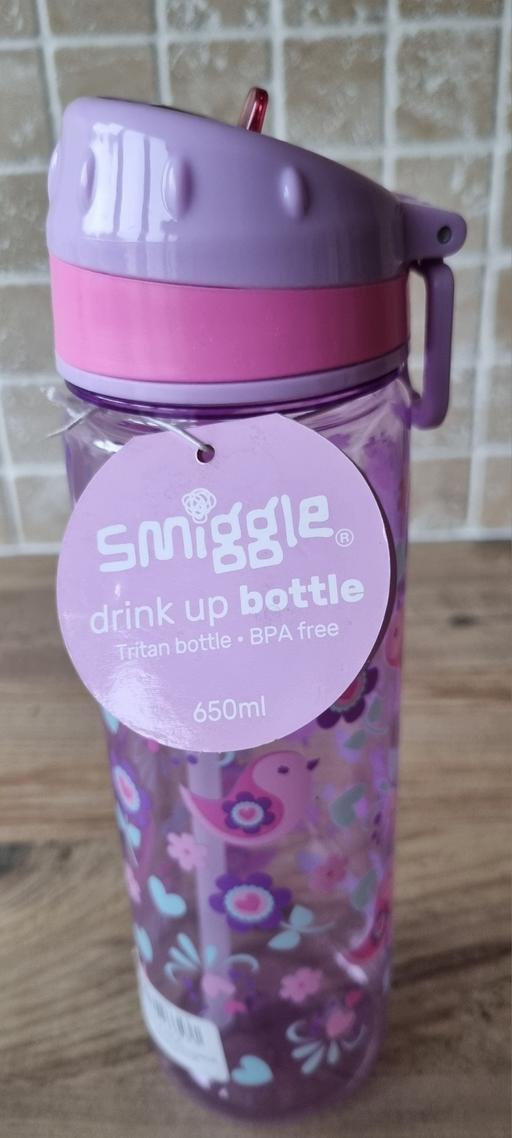 smiggle®
drink up bottle
Tritan bottle • BPA free
650ml